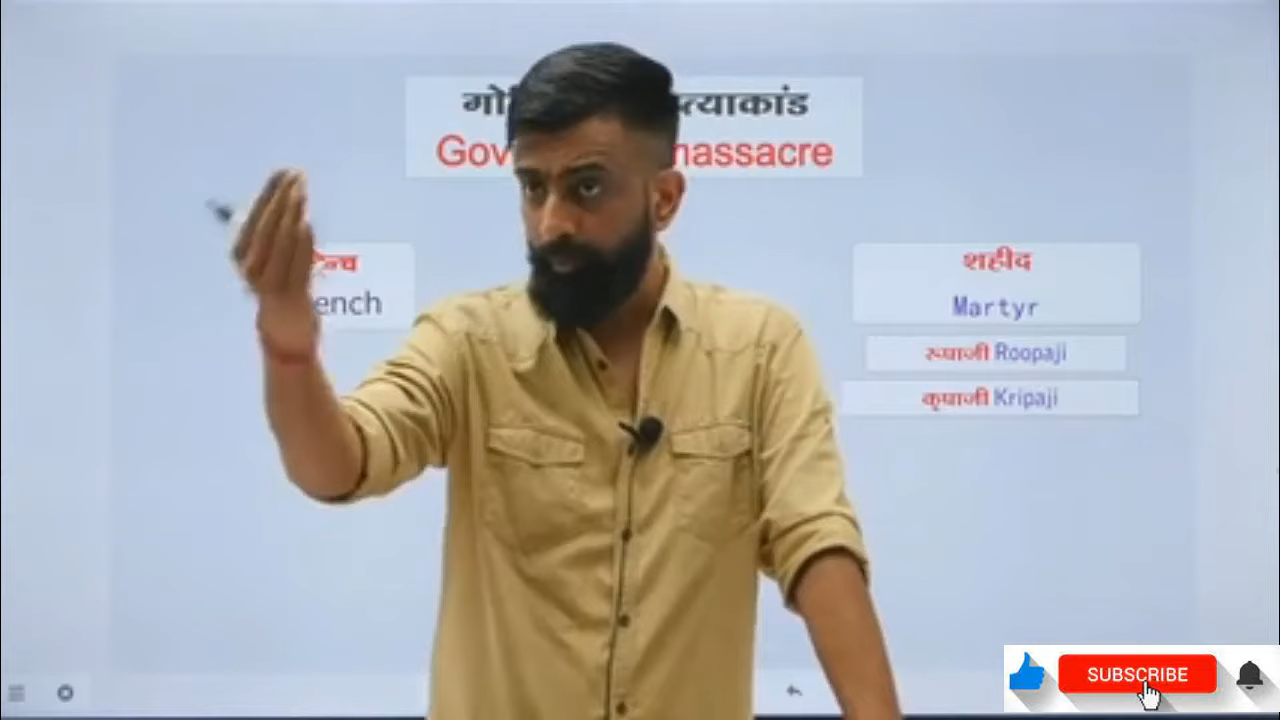 गो त्याकांड
Gov massacre
न्च
ench
शहीद
Martyr
रूपाजी Roopaji
कृपाजी Kripaji
SUBSCRIBE